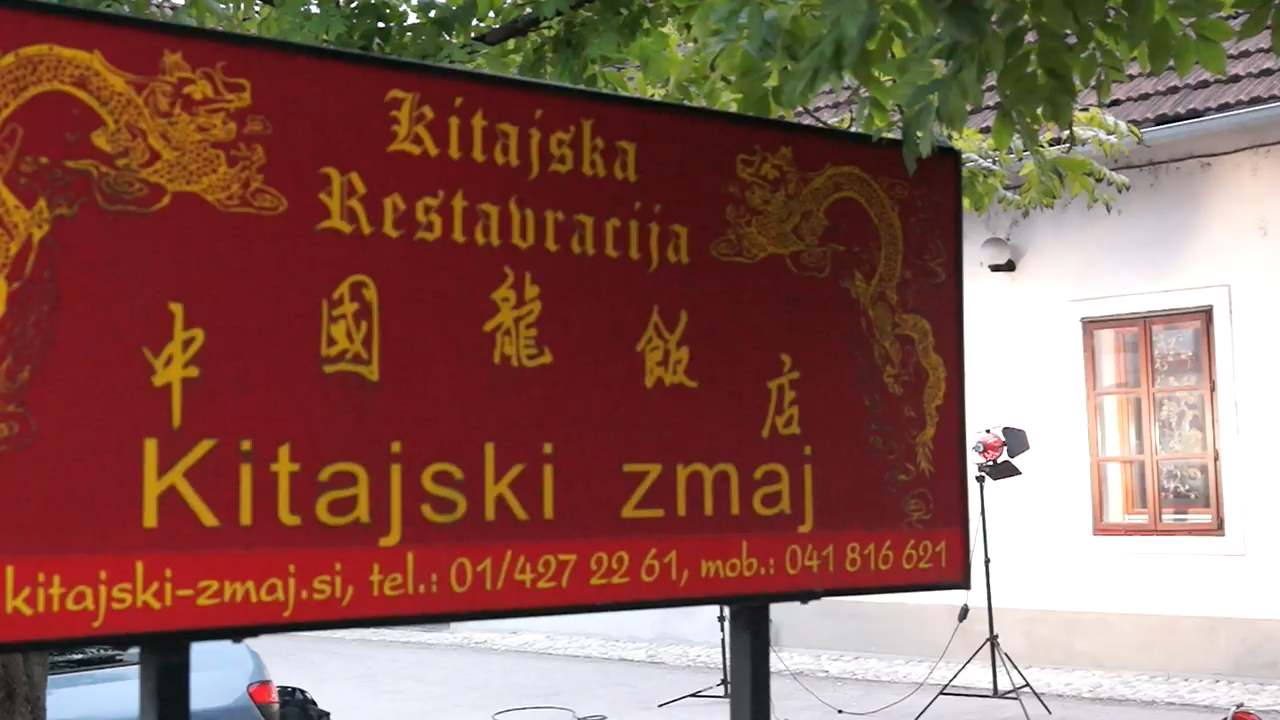 Kitajska
Restavracija
中國龍飯店
Kitajski zmaj
kitajski-zmaj.si, tel.: 01/427 22 61, mob.: 041 816 621